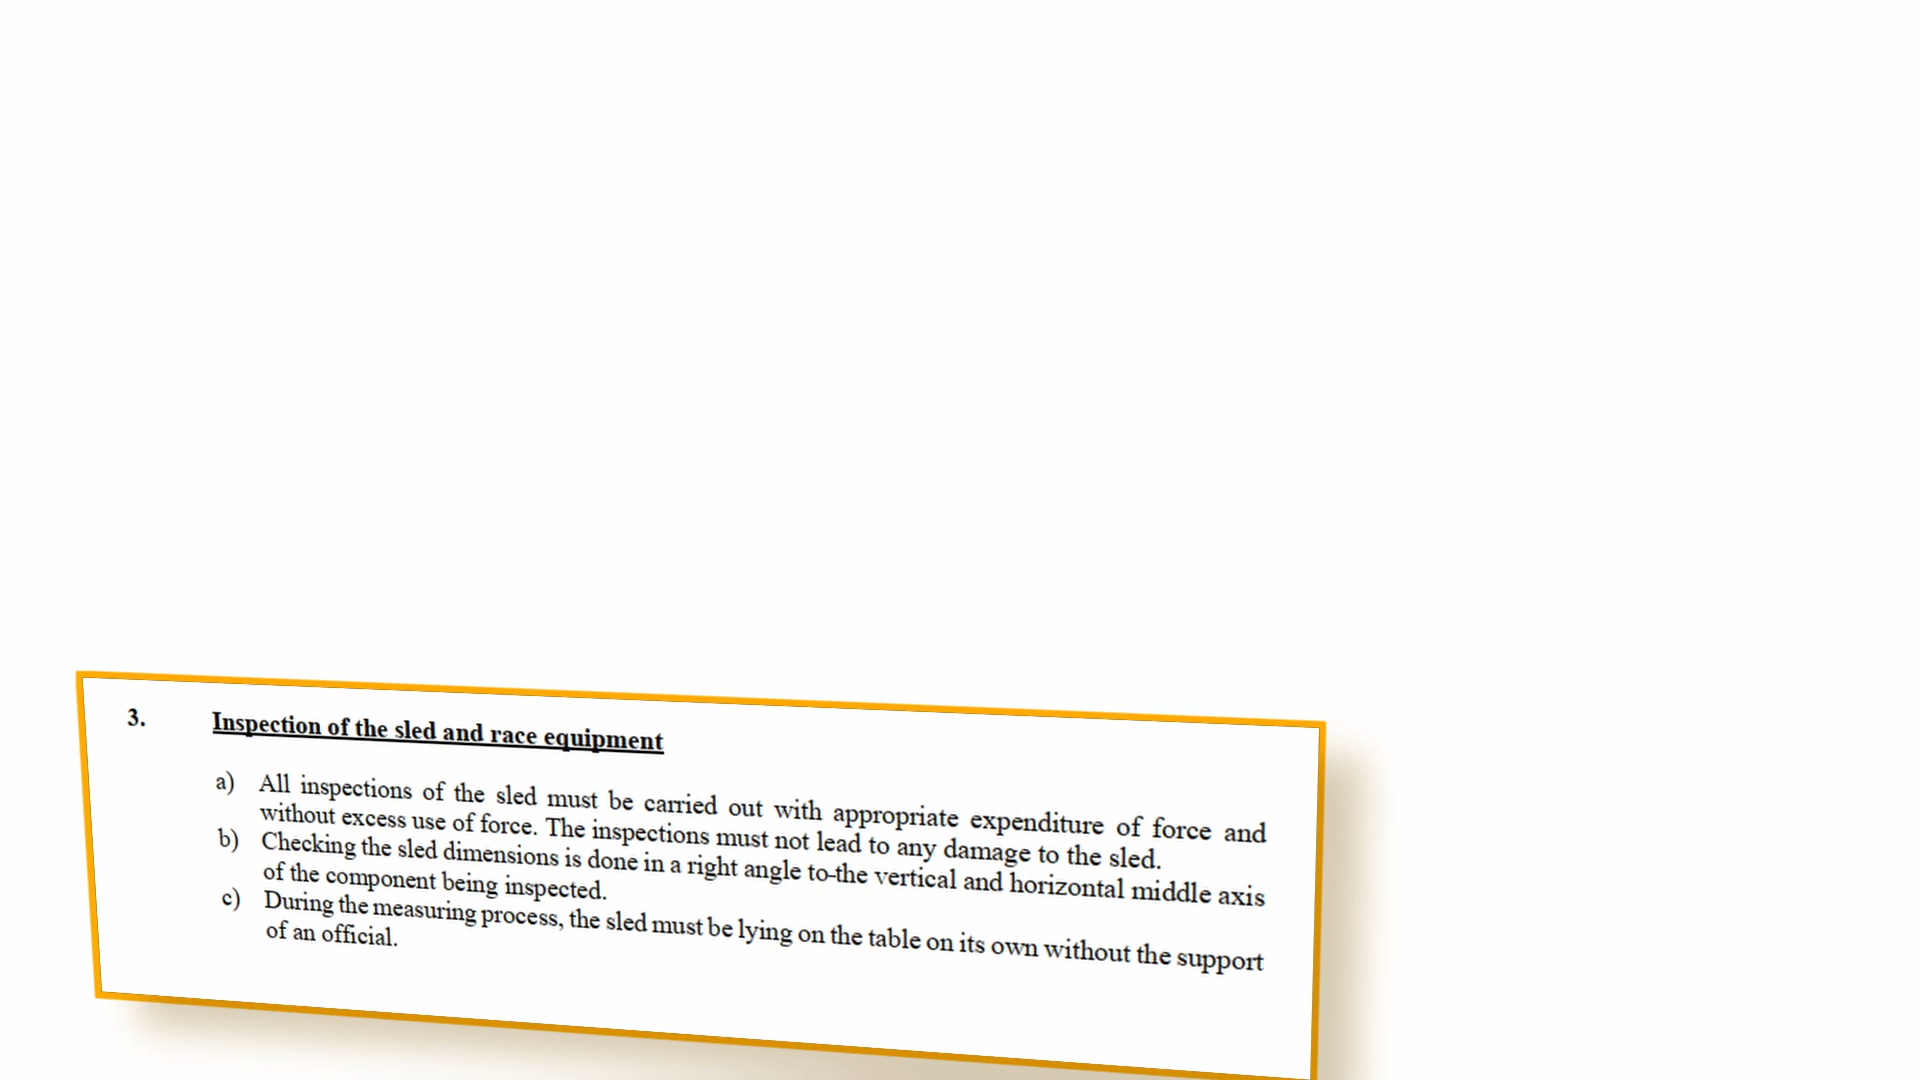 3. Inspection of the sled and race equipment
a) All inspections of the sled must be carried out with appropriate expenditure of force and
without excess use of force. The inspections must not lead to any damage to the sled.
b) Checking the sled dimensions is done in a right angle to-the vertical and horizontal middle axis
of the component being inspected.
c) During the measuring process, the sled must be lying on the table on its own without the support
of an official.